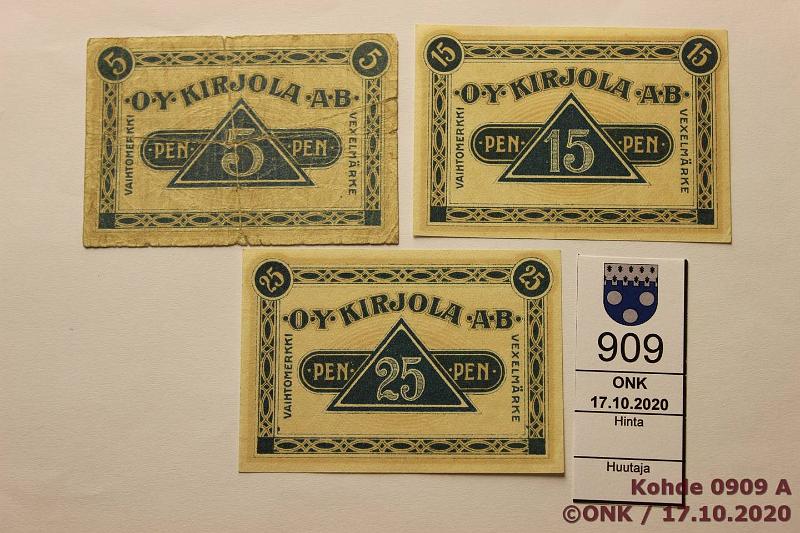 5 5
O·Y·KIRJOLA·A·B·
VAIHTOMERKKI
·PEN· 5 ·PEN·
VEXELMÄRKE
15 15
·O·Y·KIRJOLA·A·B·
VAIHTOMERKKI
·PEN· 15 ·PEN·
VEXELMÄRKE
25 25
·O·Y·KIRJOLA·A·B·
VAIHTOMERKKI
·PEN· 25 ·PEN·
VEXELMÄRKE
909
ONK
17.10.2020
Hinta
Huutaja
Kohde 0909 A
©ONK / 17.10.2020